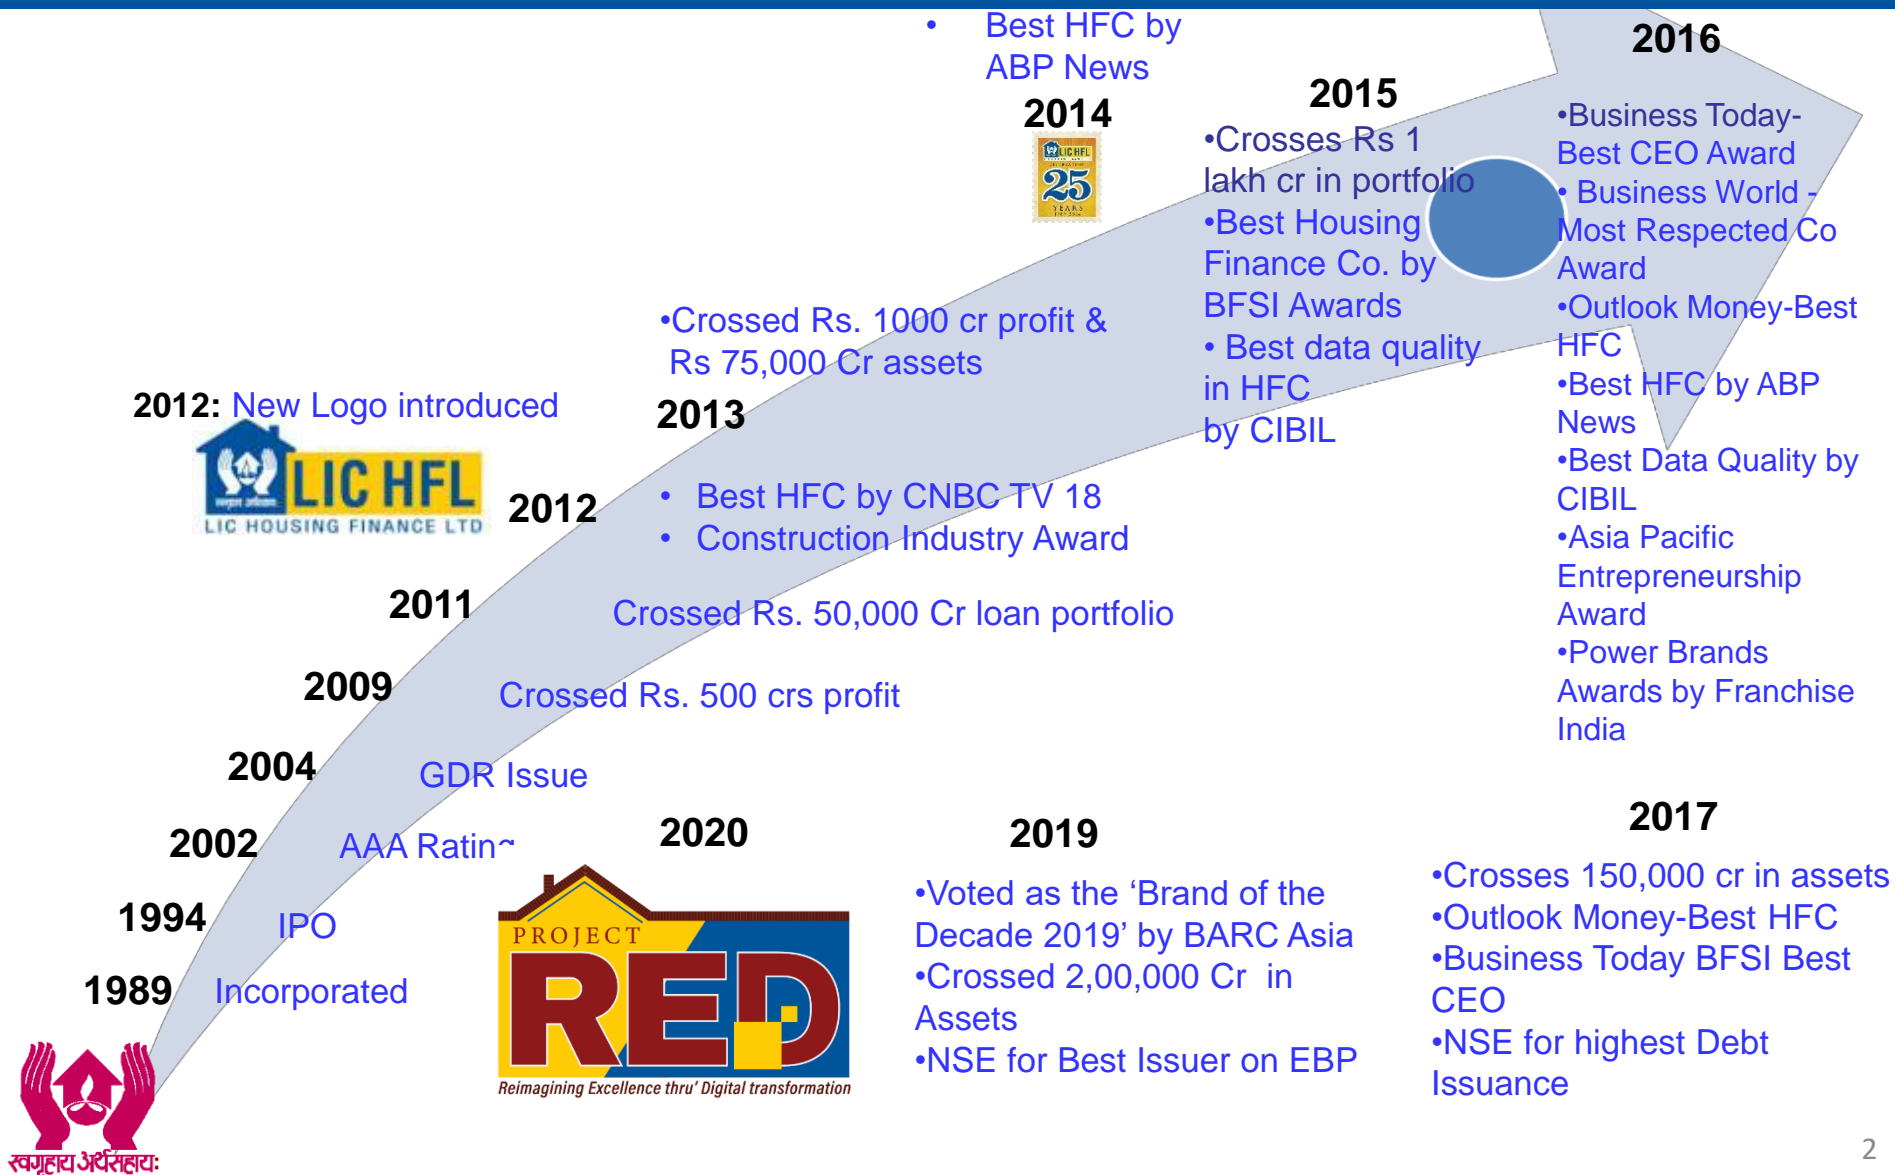 • Best HFC by
ABP News
2014
LIC HFL
25
YEARS
2015
•Crosses Rs 1
lakh cr in portfolio
•Best Housing
Finance Co. by
BFSI Awards
• Best data quality
in HFC
by CIBIL
2016
•Business Today-
Best CEO Award
• Business World -
Most Respected Co
Award
•Outlook Money-Best
HFC
•Best HFC by ABP
News
•Best Data Quality by
CIBIL
•Asia Pacific
Entrepreneurship
Award
•Power Brands
Awards by Franchise
India
•Crossed Rs. 1000 cr profit &
Rs 75,000 Cr assets
2013
2012: New Logo introduced
LIC HFL
LIC HOUSING FINANCE LTD
2012
• Best HFC by CNBC TV 18
• Construction Industry Award
2011
Crossed Rs. 50,000 Cr loan portfolio
2009
Crossed Rs. 500 crs profit
2004
GDR Issue
2002
AAA Rating
1994
IPO
1989
Incorporated
स्वगृहाय अर्थसहायः
2020
PROJECT
RED
Reimagining Excellence thru' Digital transformation
2019
•Voted as the ‘Brand of the
Decade 2019’ by BARC Asia
•Crossed 2,00,000 Cr in
Assets
•NSE for Best Issuer on EBP
2017
•Crosses 150,000 cr in assets
•Outlook Money-Best HFC
•Business Today BFSI Best
CEO
•NSE for highest Debt
Issuance
2